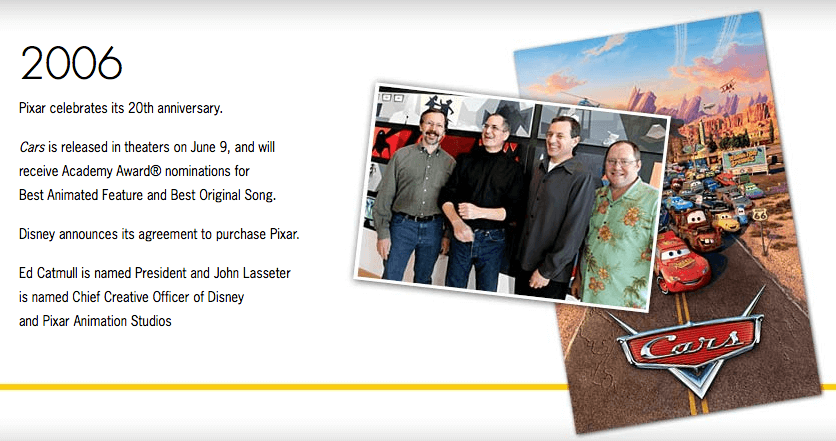 2006
Pixar celebrates its 20th anniversary.
Cars is released in theaters on June 9, and will
receive Academy Award® nominations for
Best Animated Feature and Best Original Song.
Disney announces its agreement to purchase Pixar.
Ed Catmull is named President and John Lasseter
is named Chief Creative Officer of Disney
and Pixar Animation Studios
66
Cars